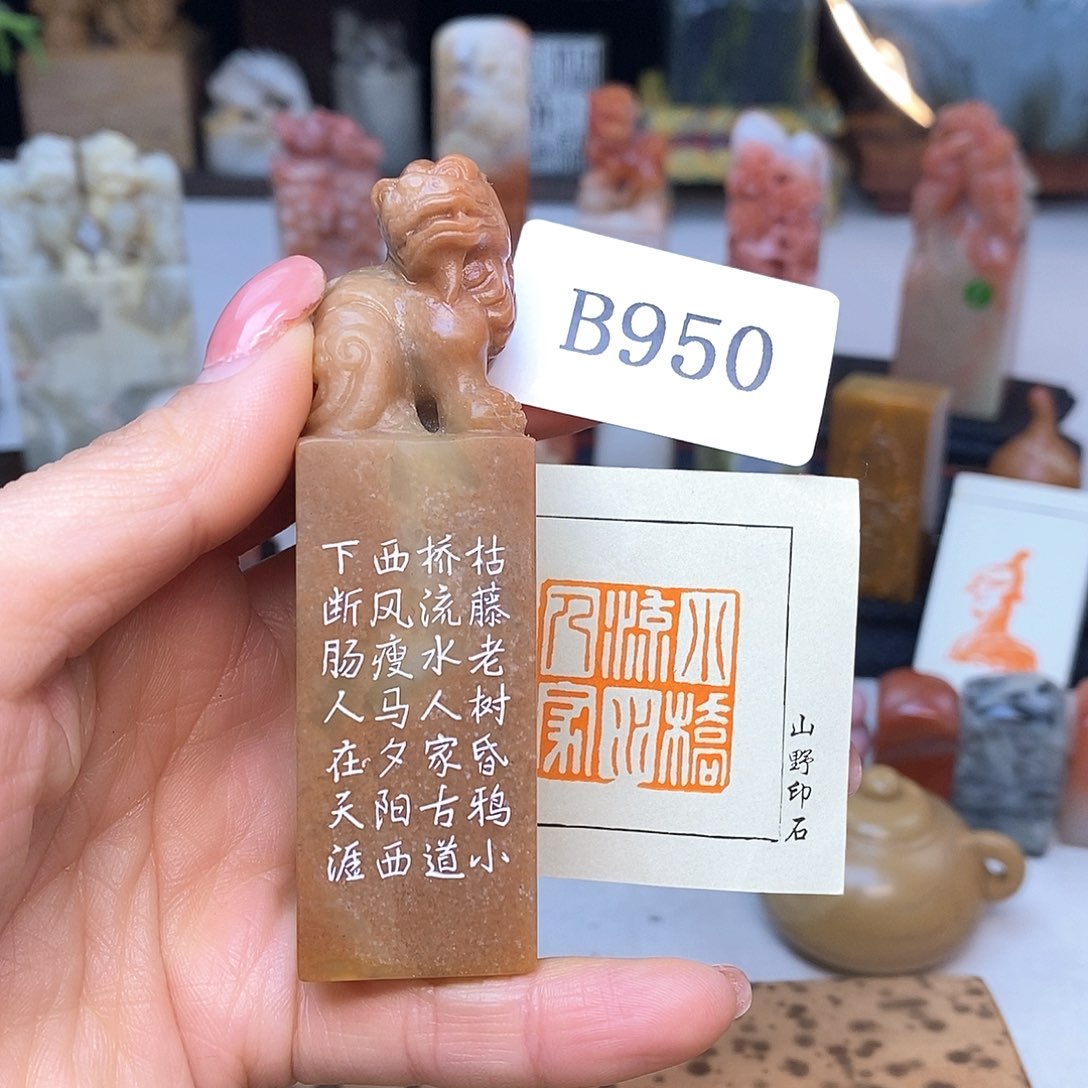 B950
枯藤老树昏鸦小
桥流水人家古道
西风瘦马夕阳西
下断肠人在天涯
小橋
流水
人家
山野印石